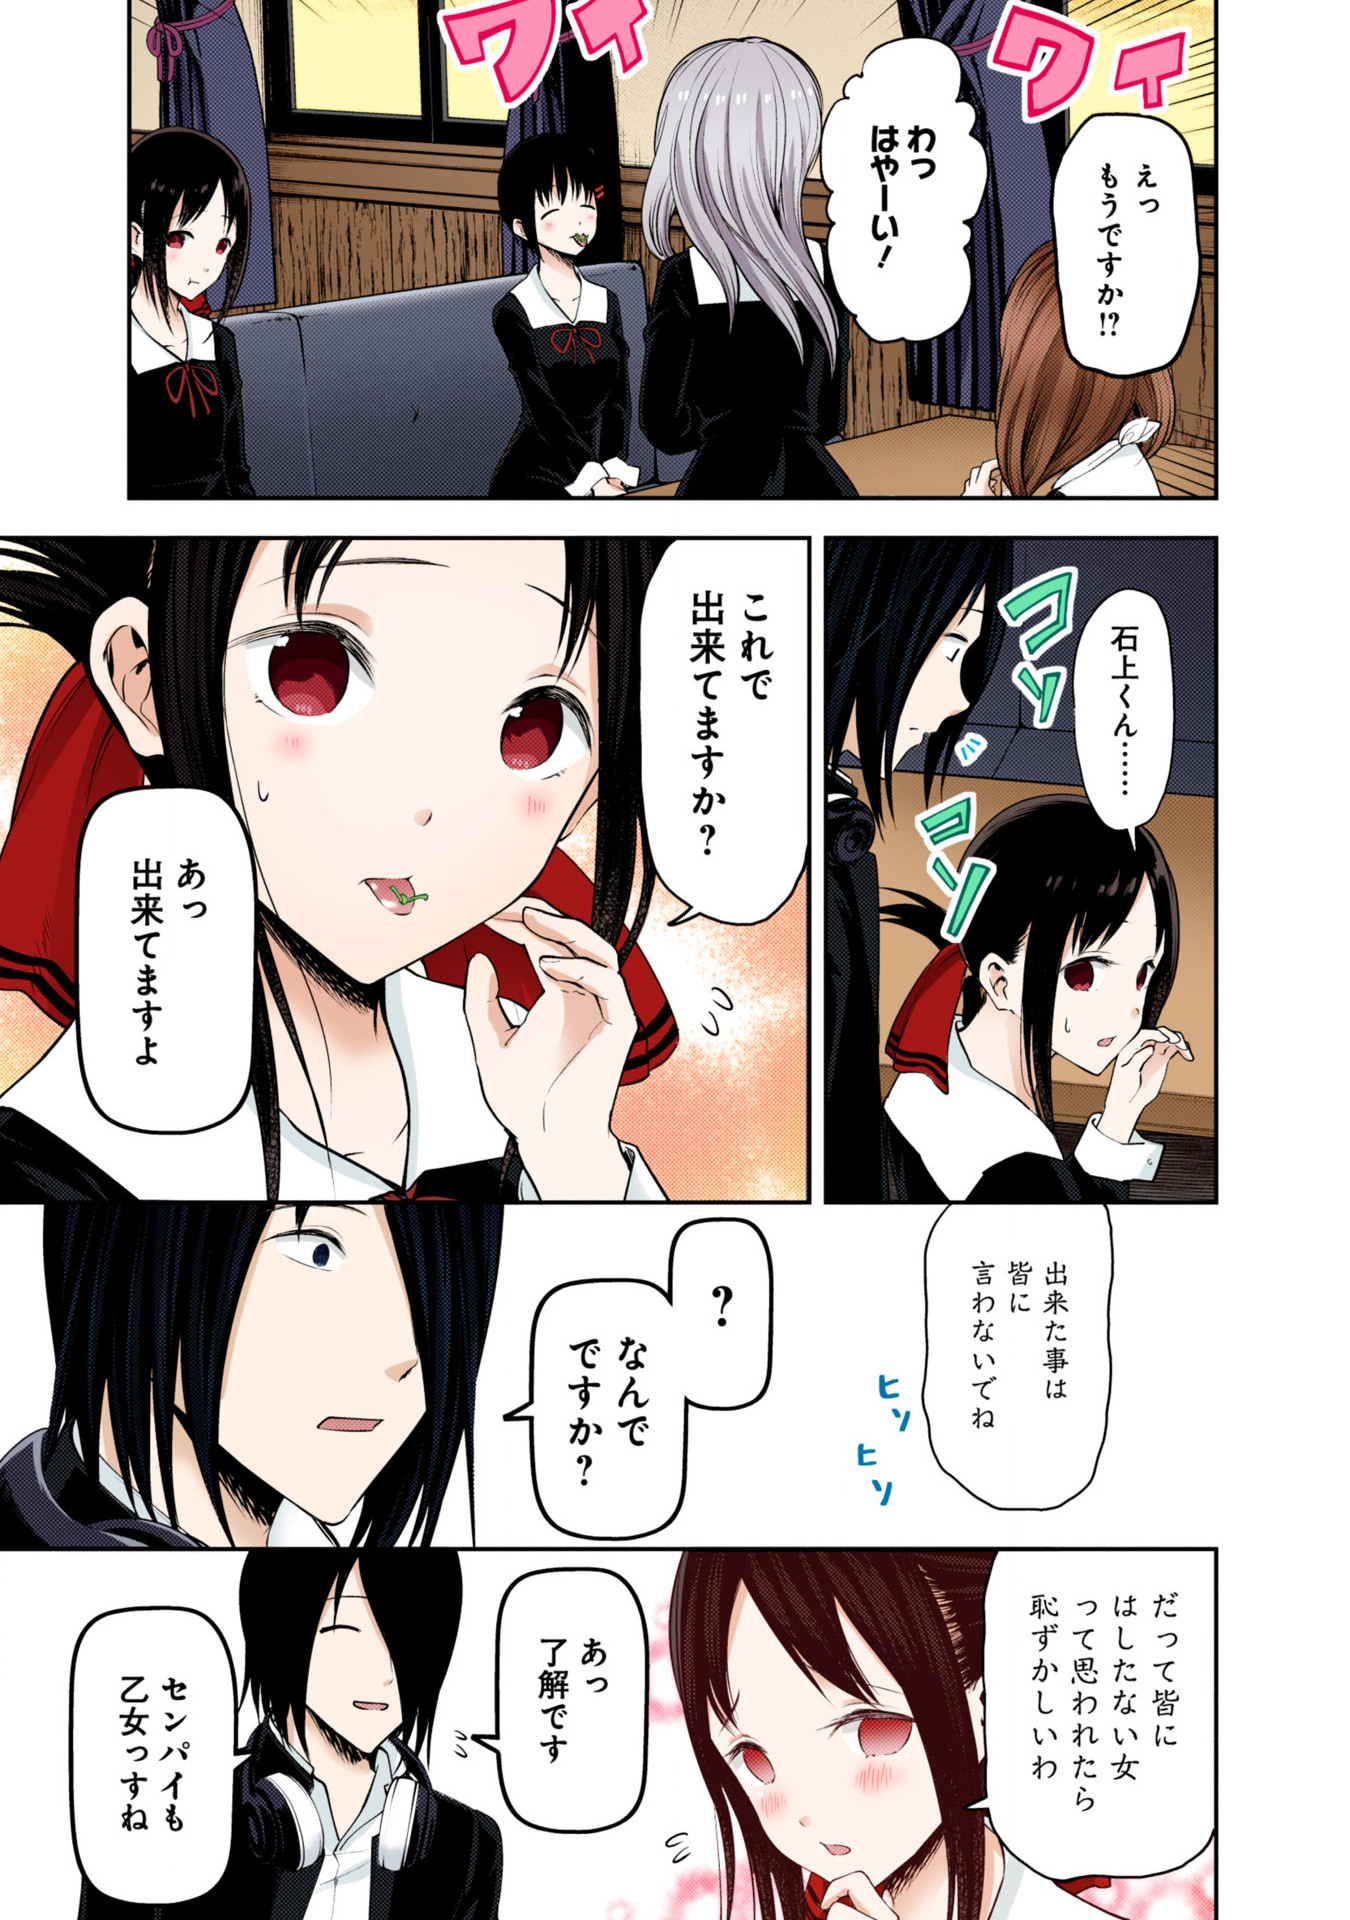 ワイ
ワイ
えっ
もうですか!?
わっ
はやーい!
石上くん……
コソ
コソ
これで
出来てますか?
あっ
出来てますよ
出来た事は
皆に
言わないでね
ヒソ
ヒソ
?
なんで
ですか?
だって皆に
はしたない女
って思われたら
恥ずかしいわ
あっ
了解です
センパイも
乙女っすね